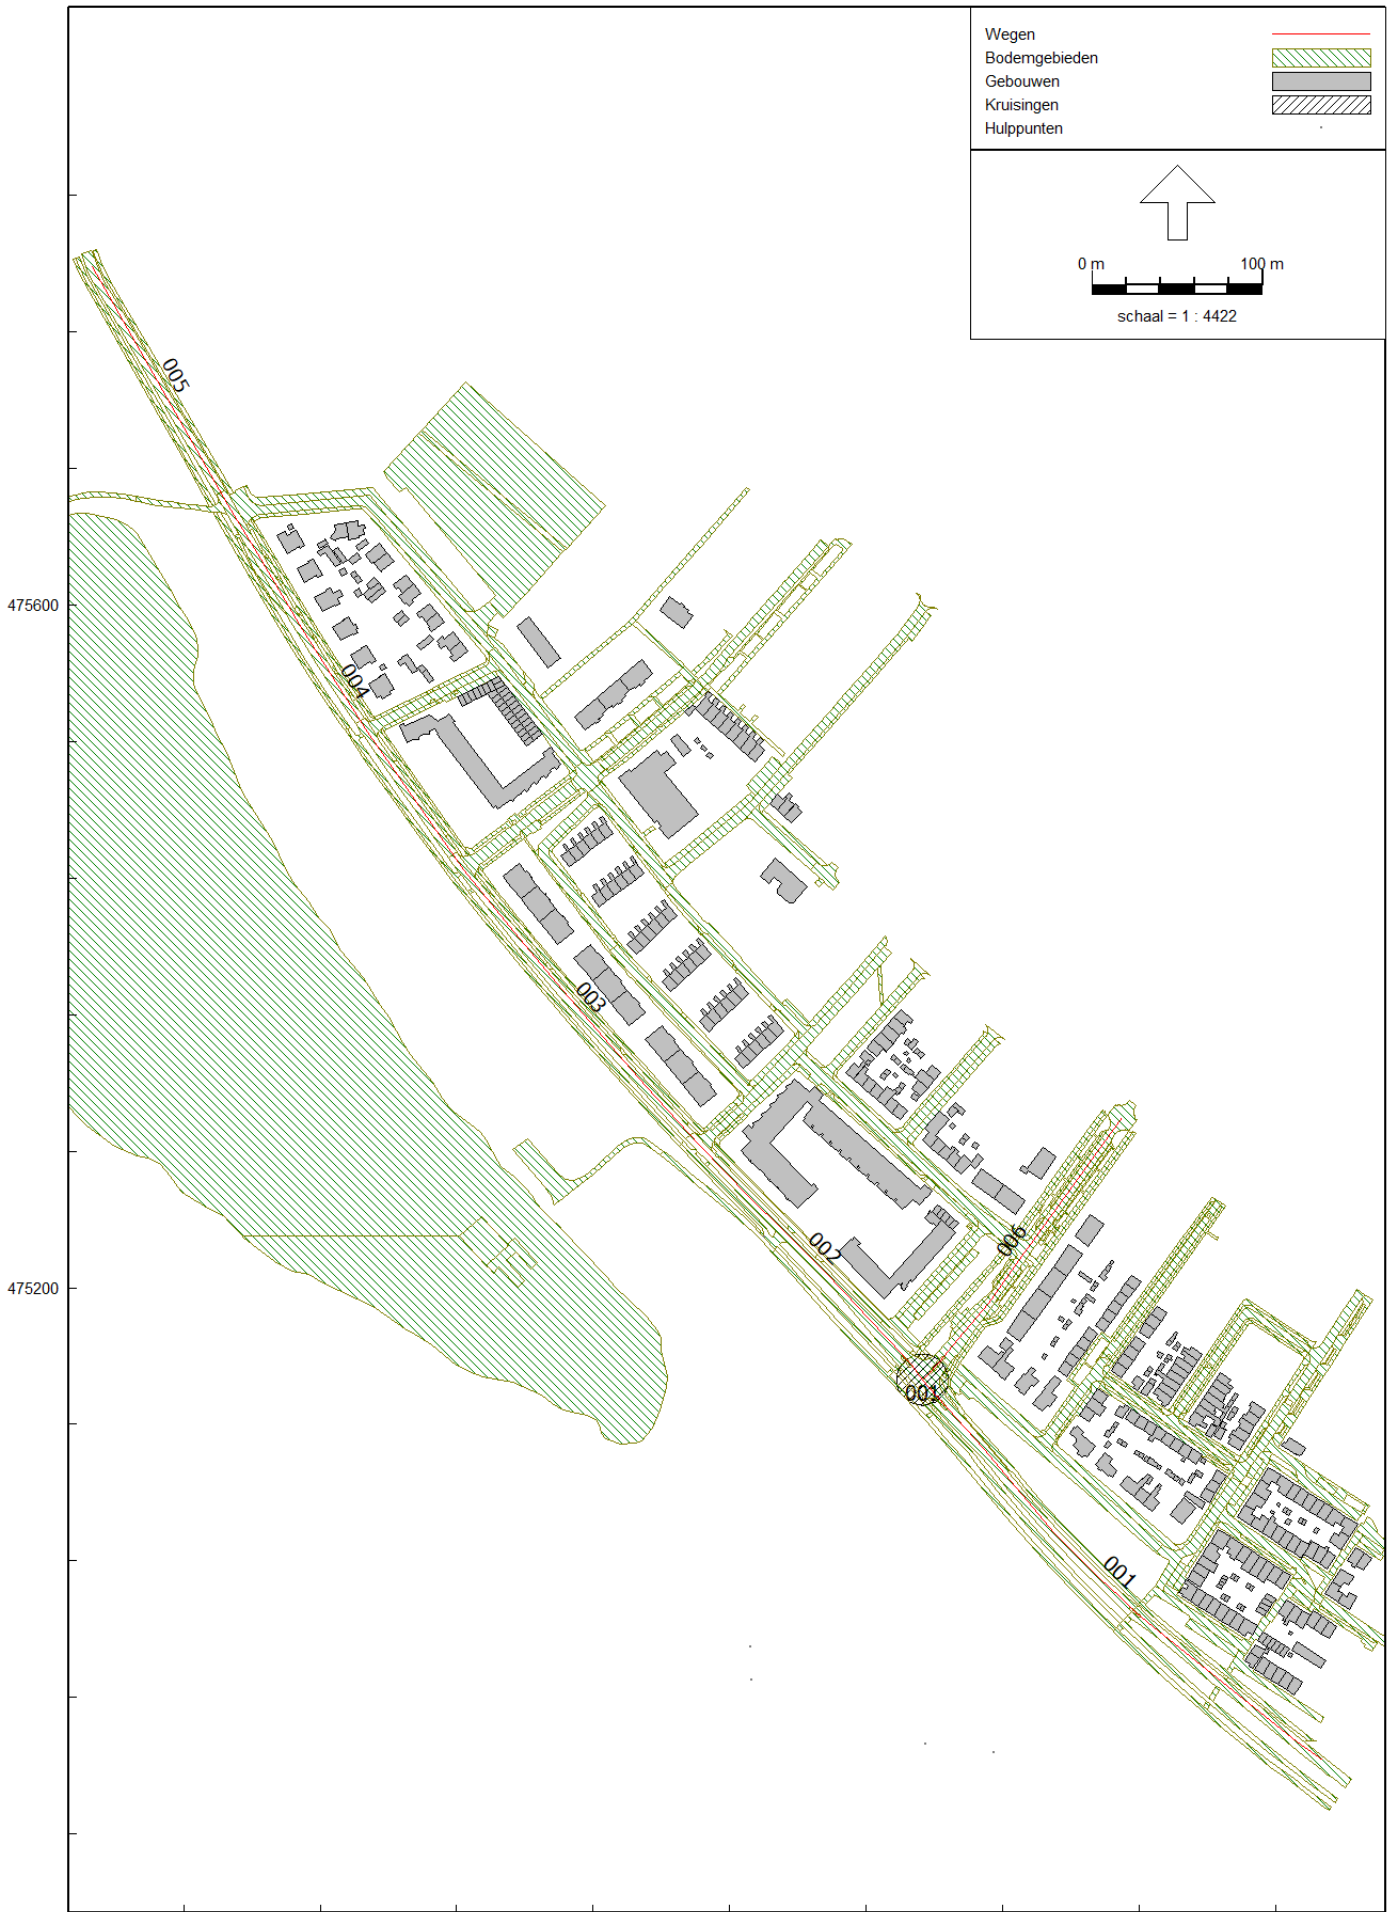 Wegen
Bodemgebieden
Gebouwen
Kruisingen
Hulppunten
0 m 100 m
schaal = 1 : 4422
005
475600
004
003
006
002
475200
001
001